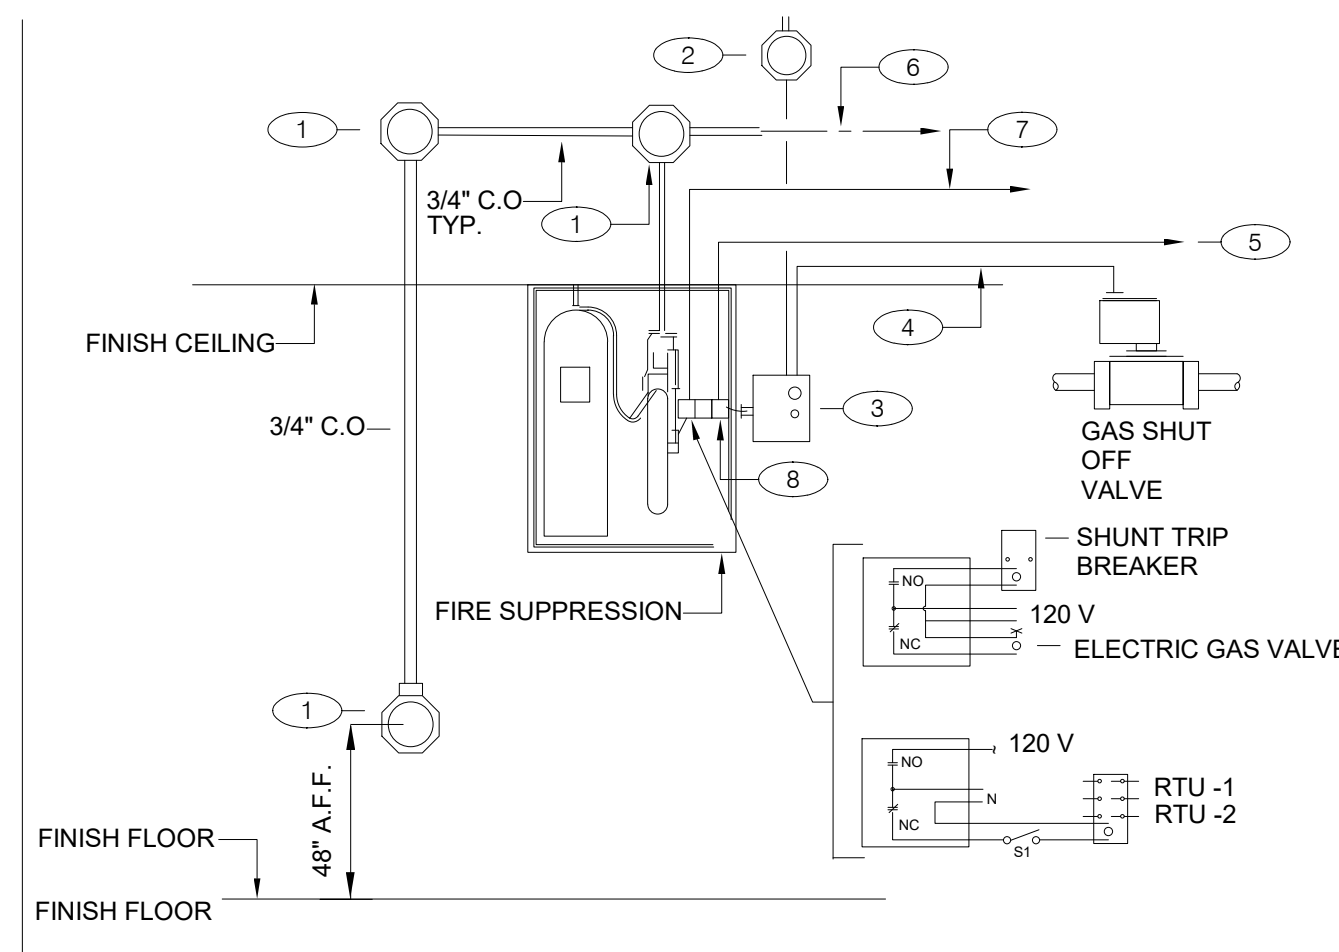 2
6
1
7
3/4" C.O
TYP.
1
5
4
FINISH CEILING
3/4" C.O
3
GAS SHUT
OFF
VALVE
8
SHUNT TRIP
BREAKER
NO
FIRE SUPPRESSION
120 V
NC
ELECTRIC GAS VALVE
1
120 V
NO
RTU -1
N
RTU -2
NC
S1
48" A.F.F.
FINISH FLOOR
FINISH FLOOR